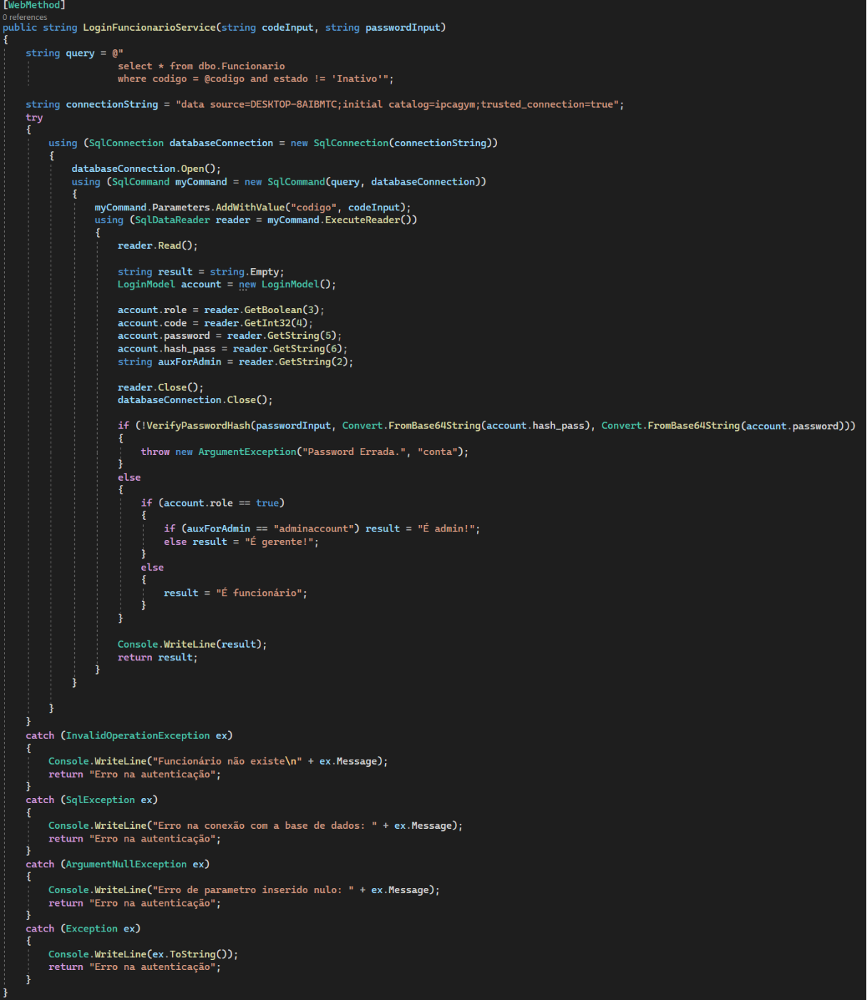 [WebMethod]
0 references
public string LoginFuncionarioService(string codeInput, string passwordInput)
{
    string query = @"
                    select * from dbo.Funcionario
                    where codigo = @codigo and estado != 'Inativo'";
    string connectionString = "data source=DESKTOP-8AIBMTC;initial catalog=ipcagym;trusted_connection=true";
    try
    {
        using (SqlConnection databaseConnection = new SqlConnection(connectionString))
        {
            databaseConnection.Open();
            using (SqlCommand myCommand = new SqlCommand(query, databaseConnection))
            {
                myCommand.Parameters.AddWithValue("codigo", codeInput);
                using (SqlDataReader reader = myCommand.ExecuteReader())
                {
                    reader.Read();
                    string result = string.Empty;
                    LoginModel account = new LoginModel();
                    account.role = reader.GetBoolean(3);
                    account.code = reader.GetInt32(4);
                    account.password = reader.GetString(5);
                    account.hash_pass = reader.GetString(6);
                    string auxForAdmin = reader.GetString(2);
                    reader.Close();
                    databaseConnection.Close();
                    if (!VerifyPasswordHash(passwordInput, Convert.FromBase64String(account.hash_pass), Convert.FromBase64String(account.password)))
                    {
                        throw new ArgumentException("Password Errada.", "conta");
                    }
                    else
                    {
                        if (account.role == true)
                        {
                            if (auxForAdmin == "adminaccount") result = "É admin!";
                            else result = "É gerente!";
                        }
                        else
                        {
                            result = "É funcionário";
                        }
                    }
                    Console.WriteLine(result);
                    return result;
                }
            }
        }
    }
    catch (InvalidOperationException ex)
    {
        Console.WriteLine("Funcionário não existe\n" + ex.Message);
        return "Erro na autenticação";
    }
    catch (SqlException ex)
    {
        Console.WriteLine("Erro na conexão com a base de dados: " + ex.Message);
        return "Erro na autenticação";
    }
    catch (ArgumentNullException ex)
    {
        Console.WriteLine("Erro de parametro inserido nulo: " + ex.Message);
        return "Erro na autenticação";
    }
    catch (Exception ex)
    {
        Console.WriteLine(ex.ToString());
        return "Erro na autenticação";
    }
}